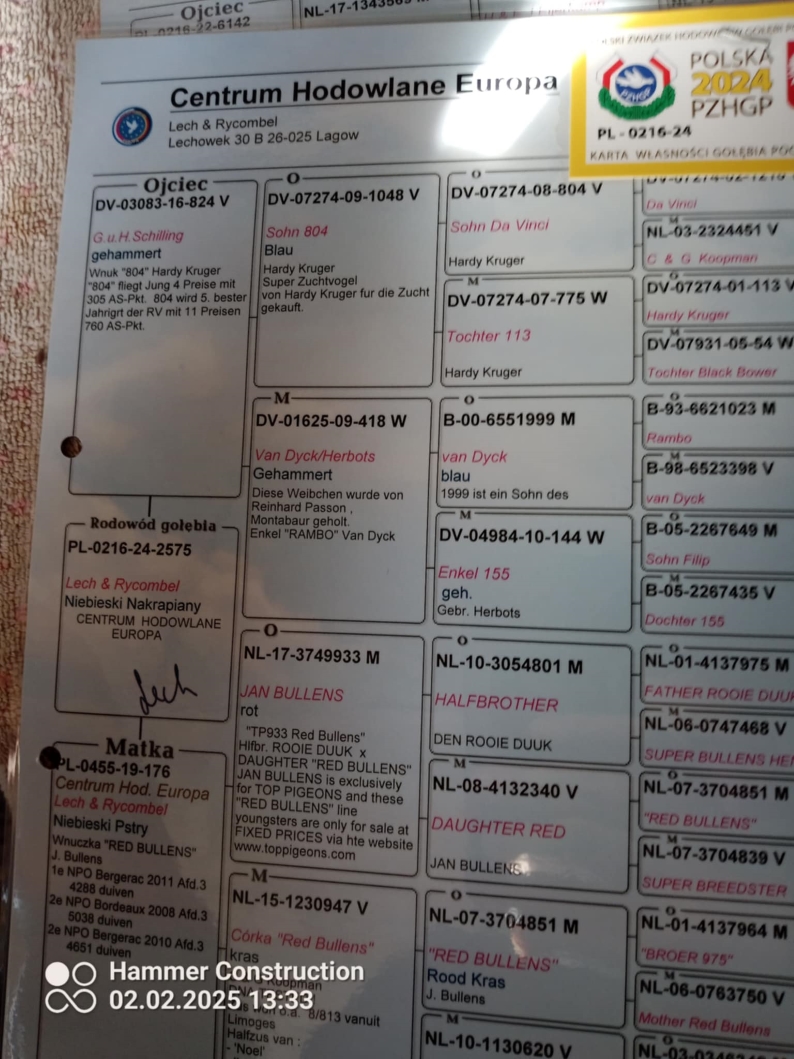 Ojciec
PL-0216-22-6142
Centrum Hodowlane Europa
Lech & Rycombel
Lechowek 30 B 26-025 Lagow
POLSKA
2024
PZHGP
PZHGP
PL - 0216-24
KARTA WŁASNOŚCI GOŁĘBIA
Ojciec
DV-03083-16-824 V
G.u.H.Schilling
gehammert
Wnuk "804" Hardy Kruger
"804" fliegt Jung 4 Preise mit
305 AS-Pkt. 804 wird 5. bester
Jahrigrt der RV mit 11 Preisen
760 AS-Pkt.
Rodowód gołębia
PL-0216-24-2575
Lech & Rycombel
Niebieski Nakrapiany
CENTRUM HODOWLANE
EUROPA
Lech
Matka
PL-0455-19-176
Centrum Hod. Europa
Lech & Rycombel
Niebieski Pstry
Wnuczka "RED BULLENS"
J. Bullens
1e NPO Bergerac 2011 Afd.3
4288 duiven
2e NPO Bordeaux 2008 Afd.3
5038 duiven
2e NPO Bergerac 2010 Afd.3
4651 duiven
O
DV-07274-09-1048 V
Sohn 804
Blau
Hardy Kruger
Super Zuchtvogel
von Hardy Kruger fur die Zucht
gekauft.
M
DV-01625-09-418 W
Van Dyck/Herbots
Gehammert
Diese Weibchen wurde von
Reinhard Passon ,
Montabaur geholt.
Enkel "RAMBO" Van Dyck
O
NL-17-3749933 M
JAN BULLENS
rot
"TP933 Red Bullens"
Hlfbr. ROOIE DUUK x
DAUGHTER "RED BULLENS"
JAN BULLENS is exclusively
for TOP PIGEONS and these
"RED BULLENS" line
youngsters are only for sale at
FIXED PRICES via hte website
www.toppigeons.com
M
NL-15-1230947 V
Córka "Red Bullens"
kras
Koopman
8/813 vanuit
Limoges
Halfzus van :
- 'Noel'
O
DV-07274-08-804 V
Sohn Da Vinci
Hardy Kruger
M
DV-07274-07-775 W
Tochter 113
Hardy Kruger
O
B-00-6551999 M
van Dyck
blau
1999 ist ein Sohn des
M
DV-04984-10-144 W
Enkel 155
geh.
Gebr. Herbots
O
NL-10-3054801 M
HALFBROTHER
DEN ROOIE DUUK
M
NL-08-4132340 V
DAUGHTER RED
JAN BULLENS
O
NL-07-3704851 M
"RED BULLENS"
Rood Kras
J. Bullens
M
NL-10-1130620 V
Da Vinci
M
NL-03-2324451 V
C & G Koopman
O
DV-07274-01-113 V
Hardy Kruger
M
DV-07931-05-54 W
Tochter Black Bower
O
B-93-6621023 M
Rambo
M
B-98-6523398 V
van Dyck
O
B-05-2267649 M
Sohn Filip
M
B-05-2267435 V
Dochter 155
O
NL-01-4137975 M
FATHER ROOIE DUUK
M
NL-06-0747468 V
SUPER BULLENS HEN
O
NL-07-3704851 M
"RED BULLENS"
M
NL-07-3704839 V
SUPER BREEDSTER
O
NL-01-4137964 M
"BROER 975"
M
NL-06-0763750 V
Mother Red Bullens
O
Hammer Construction
02.02.2025 13:33